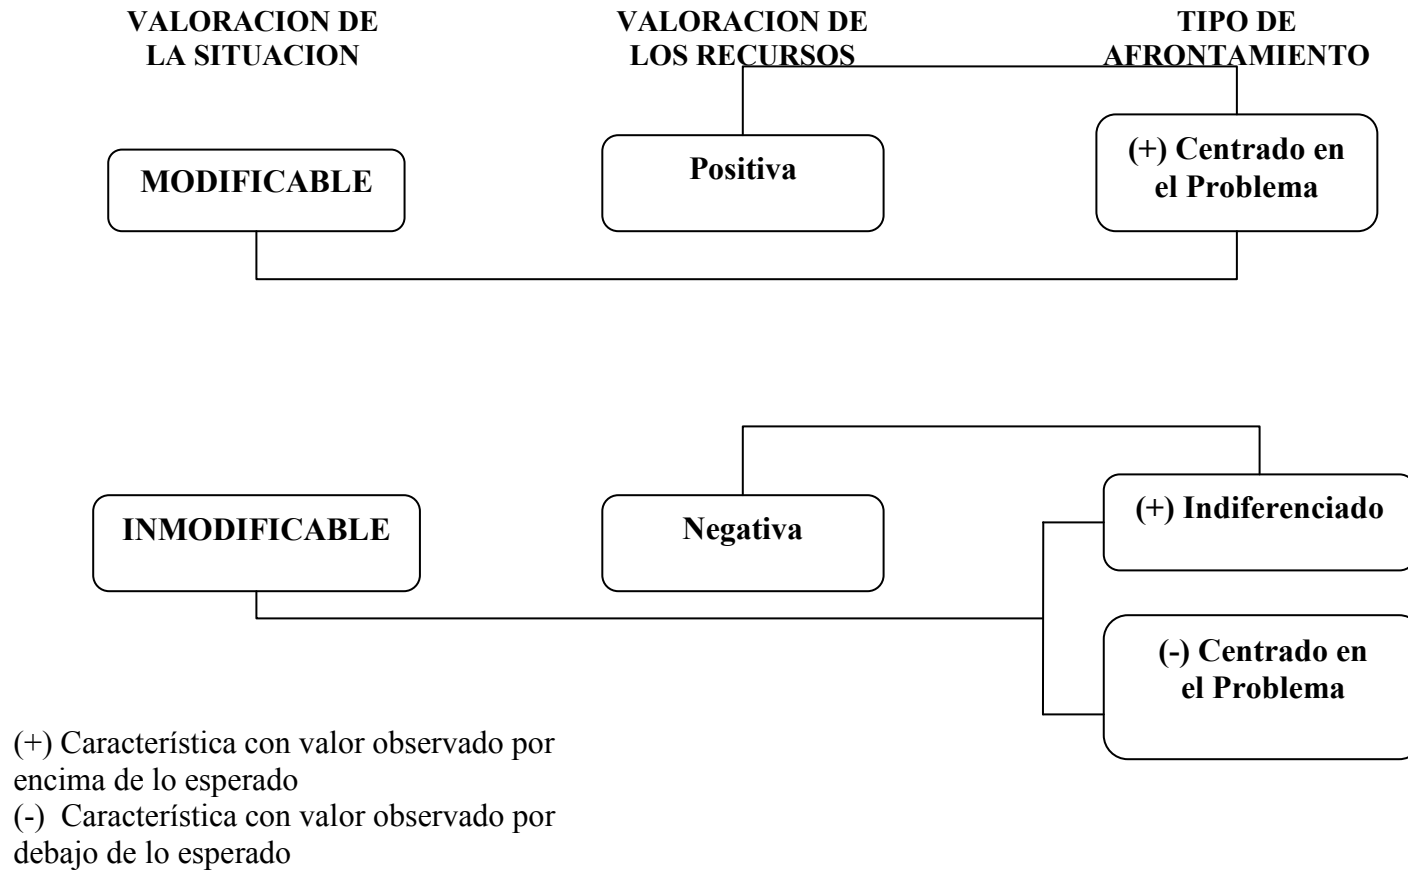 VALORACION DE
LA SITUACION
VALORACION DE
LOS RECURSOS
TIPO DE
AFRONTAMIENTO
MODIFICABLE
Positiva
(+) Centrado en
el Problema
INMODIFICABLE
Negativa
(+) Indiferenciado
(-) Centrado en
el Problema
(+) Característica con valor observado por
encima de lo esperado
(-) Característica con valor observado por
debajo de lo esperado